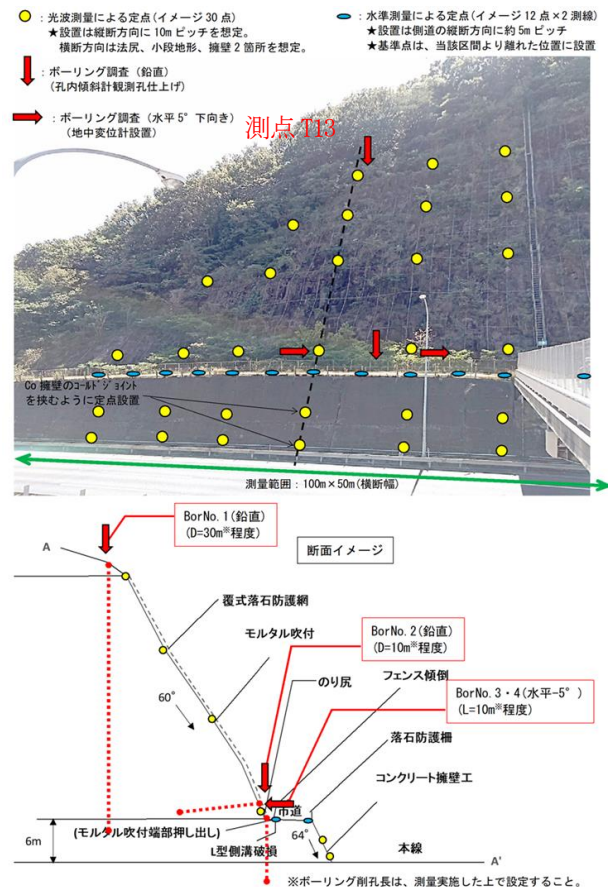 ：光波測量による定点（イメージ30点）
★設置は縦断方向に10mピッチを想定。
横断方向は法尻、小段地形、擁壁2箇所を想定。
：水準測量による定点（イメージ12点×2測線）
★設置は側道の縦断方向に約5mピッチ
★基準点は、当該区間より離れた位置に設置
：ボーリング調査（鉛直）
（孔内傾斜計観測孔仕上げ）
：ボーリング調査（水平5°下向き）
（地中変位計設置）
測点T13
Co擁壁のｺｰﾙﾄﾞｼﾞｮｲﾝﾄ
を挟むように定点設置
測量範囲：100m×50m(横断幅)
BorNo.1(鉛直)
(D=30m※程度)
断面イメージ
A
覆式落石防護網
モルタル吹付
BorNo.2(鉛直)
(D=10m※程度)
のり尻
フェンス傾倒
BorNo.3・4(水平-5°)
(L=10m※程度)
60°
落石防護柵
コンクリート擁壁工
市道
6m
(モルタル吹付端部押し出し)
64°
L型側溝破損
本線
A'
※ボーリング削孔長は、測量実施した上で設定すること。